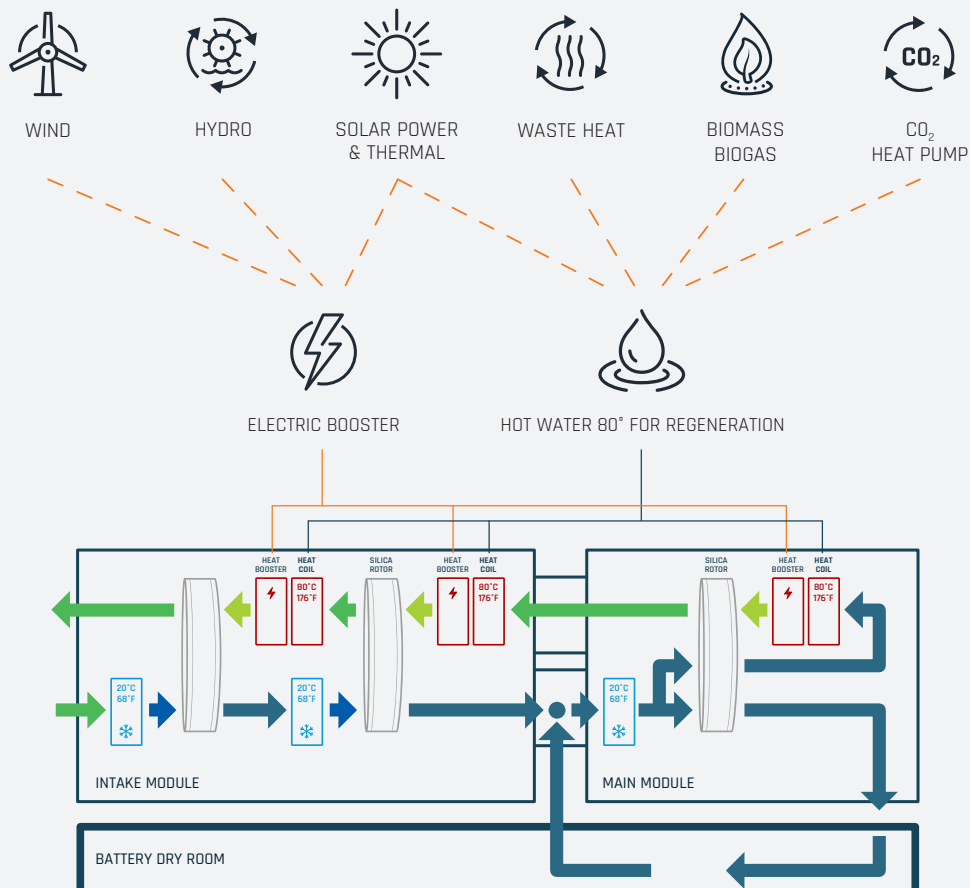 CO₂
WIND
HYDRO
SOLAR POWER
& THERMAL
WASTE HEAT
BIOMASS
BIOGAS
CO₂
HEAT PUMP
ELECTRIC BOOSTER
HOT WATER 80° FOR REGENERATION
HEAT
BOOSTER
HEAT
COIL
SILICA
ROTOR
HEAT
BOOSTER
HEAT
COIL
SILICA
ROTOR
HEAT
BOOSTER
HEAT
COIL
80°C
176°F
80°C
176°F
80°C
176°F
20°C
68°F
20°C
68°F
20°C
68°F
INTAKE MODULE
MAIN MODULE
BATTERY DRY ROOM